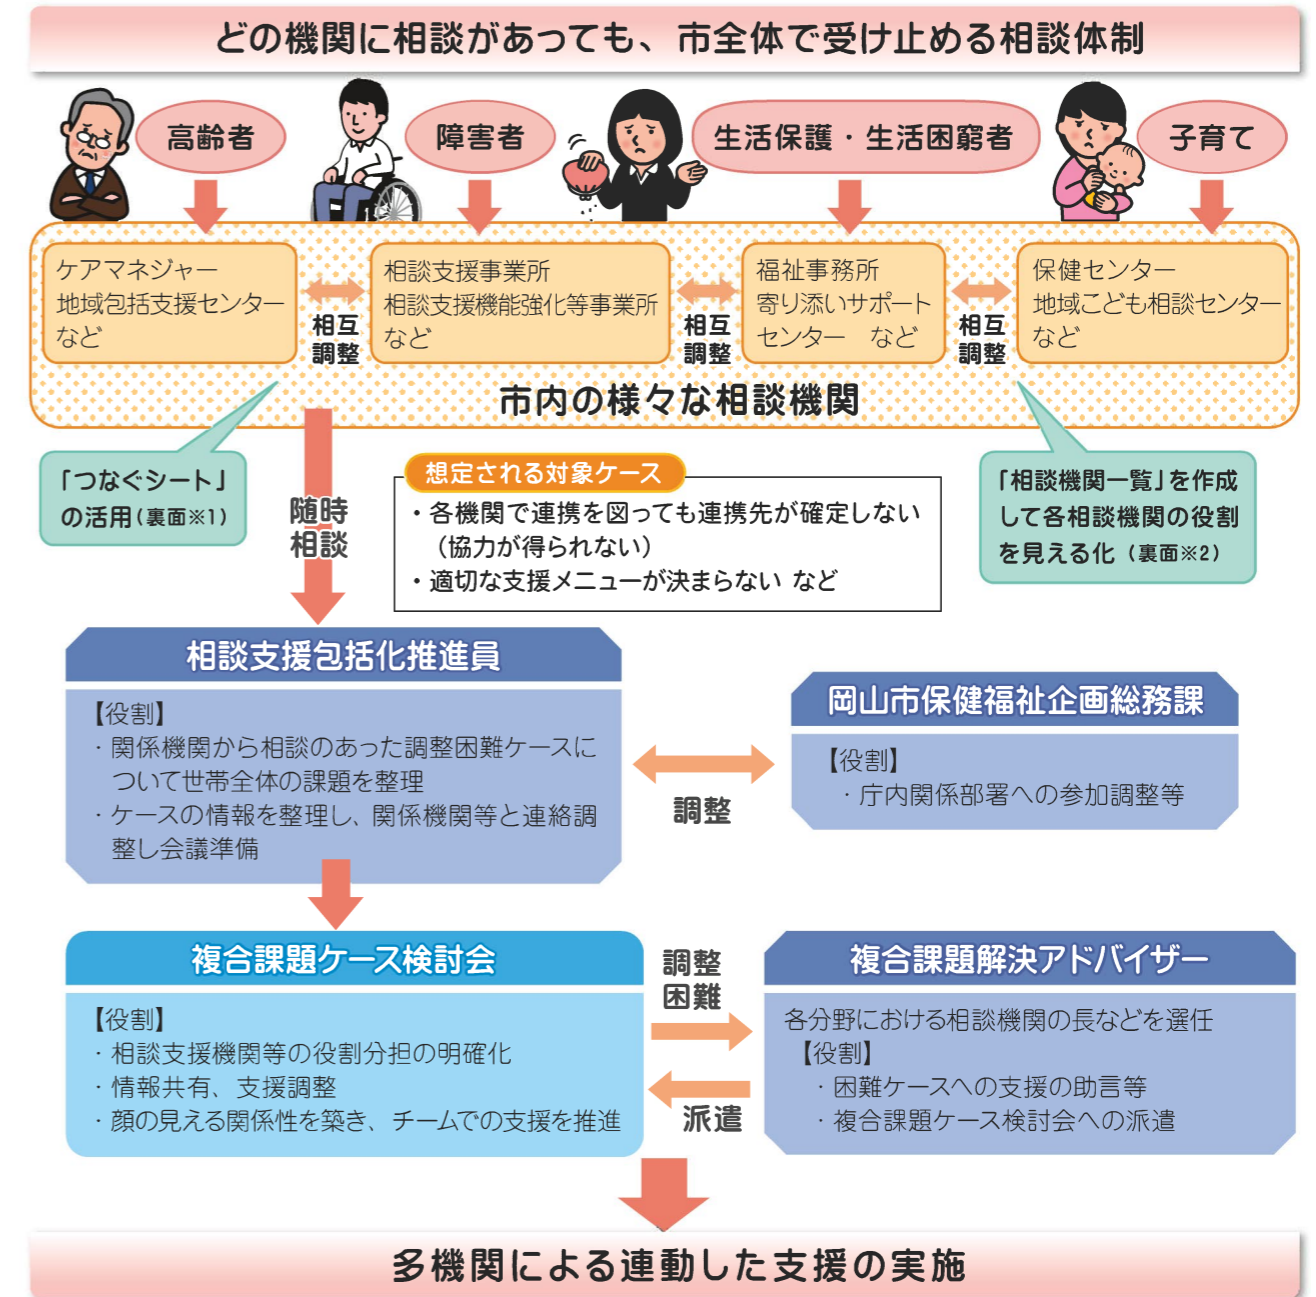 どの機関に相談があっても、市全体で受け止める相談体制
高齢者
障害者
生活保護・生活困窮者
子育て
ケアマネジャー
地域包括支援センター
など
相互
調整
相談支援事業所
相談支援機能強化等事業所
など
相互
調整
福祉事務所
寄り添いサポート
センター　など
相互
調整
保健センター
地域こども相談センター
など
市内の様々な相談機関
「つなぐシート」
の活用（裏面※1）
随時
相談
想定される対象ケース
・各機関で連携を図っても連携先が確定しない
（協力が得られない）
・適切な支援メニューが決まらない など
「相談機関一覧」を作成
して各相談機関の役割
を見える化（裏面※2）
相談支援包括化推進員
【役割】
・関係機関から相談のあった調整困難ケースに
ついて世帯全体の課題を整理
・ケースの情報を整理し、関係機関等と連絡調
整し会議準備
調整
岡山市保健福祉企画総務課
【役割】
・庁内関係部署への参加調整等
複合課題ケース検討会
【役割】
・相談支援機関等の役割分担の明確化
・情報共有、支援調整
・顔の見える関係性を築き、チームでの支援を推進
調整
困難
派遣
複合課題解決アドバイザー
各分野における相談機関の長などを選任
【役割】
・困難ケースへの支援の助言等
・複合課題ケース検討会への派遣
多機関による連動した支援の実施